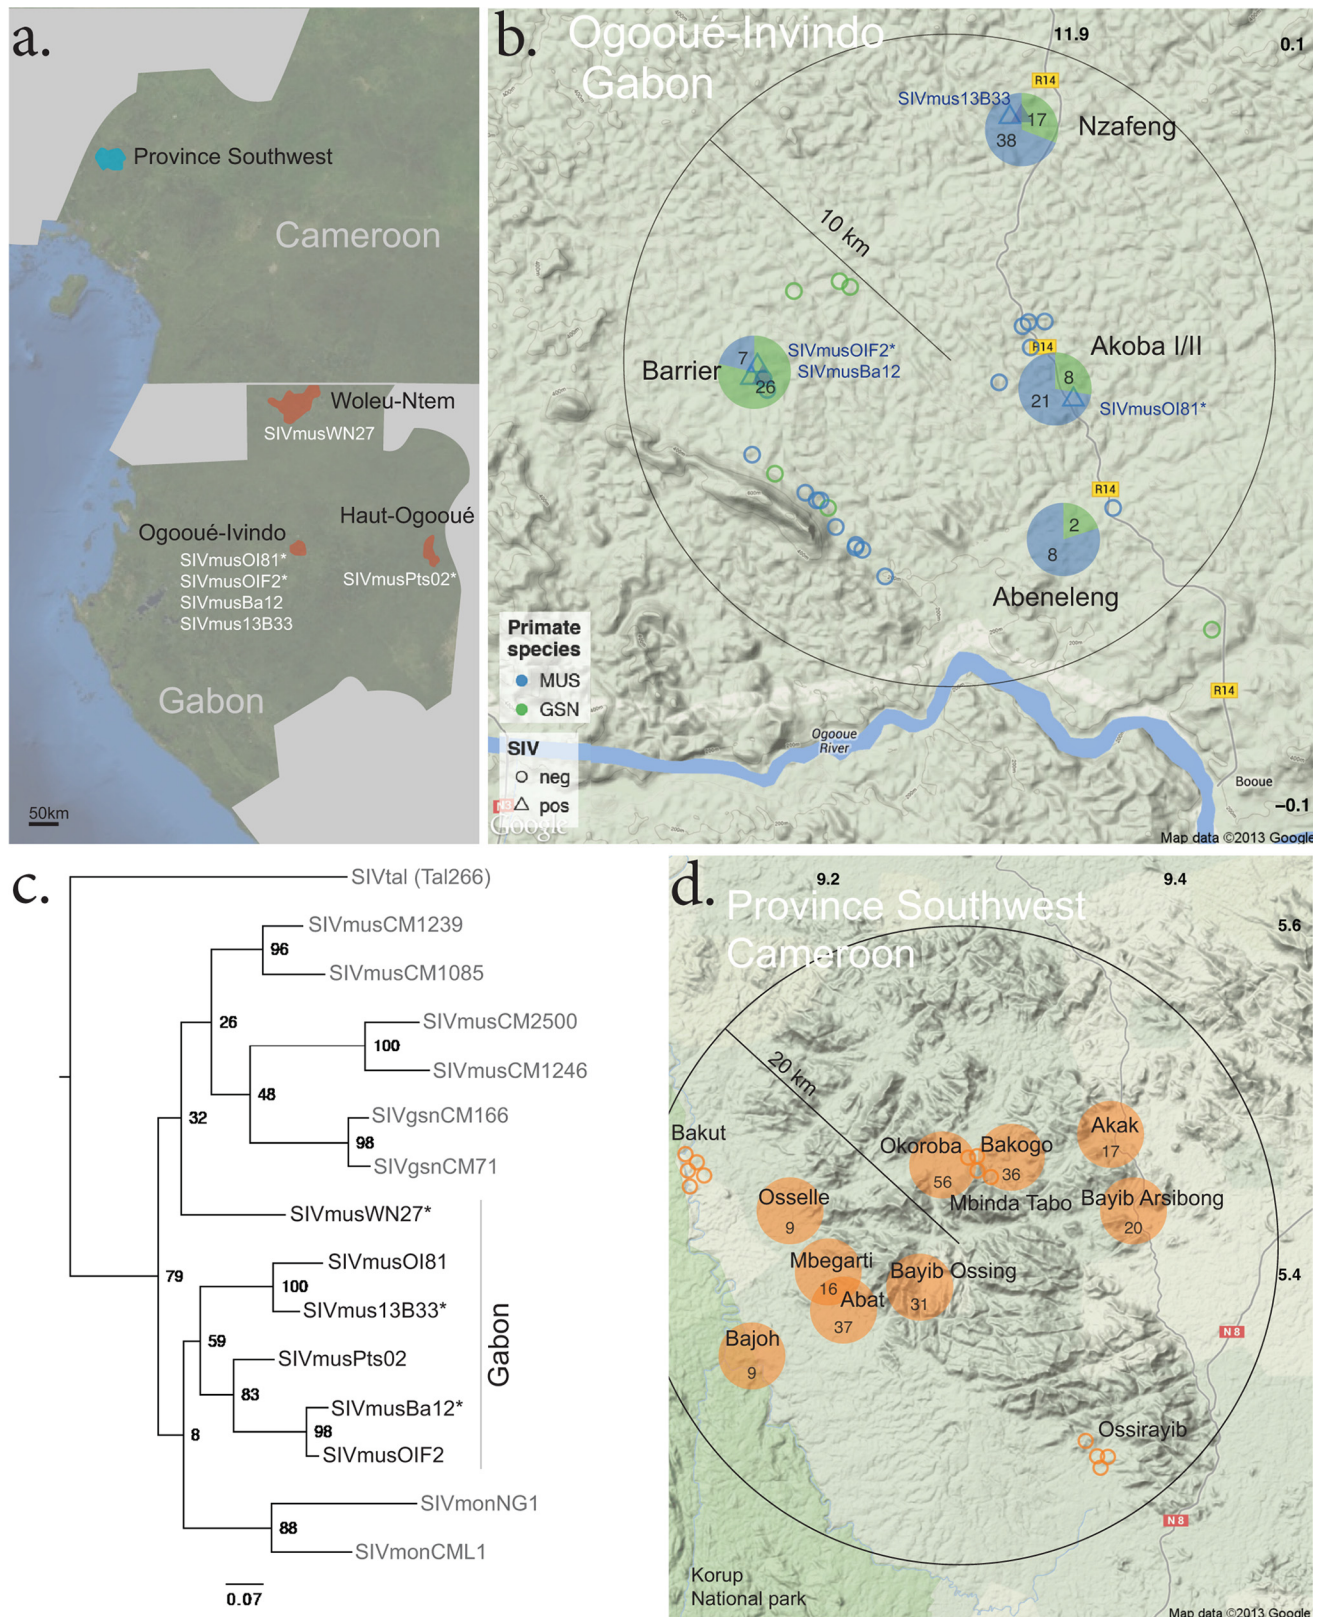 a.
Province Southwest
Cameroon
Woleu-Ntem
SIVmusWN27
Haut-Ogooué
Ogooué-Ivindo
SIVmusOI81*
SIVmusOIF2*
SIVmusBa12
SIVmus13B33
SIVmusPts02*
Gabon
50km
b.
Ogooué-Invindo
Gabon
11.9
0.1
R14
SIVmus13B33
17
38
Nzafeng
10 km
R14
Akoba I/II
Barrier
7
26
SIVmusOIF2*
SIVmusBa12
8
21
SIVmusOI81*
400m
R14
2
8
Abeneleng
Primate
species
MUS
GSN
SIV
neg
pos
R14
Ogooue
River
Booue
N3
Google
−0.1
Map data ©2013 Google
c.
SIVtal (Tal266)
SIVmusCM1239
96
SIVmusCM1085
26
SIVmusCM2500
100
SIVmusCM1246
48
SIVgsnCM166
32
98
SIVgsnCM71
SIVmusWN27*
79
SIVmusOI81
100
SIVmus13B33*
59
SIVmusPts02
83
SIVmusBa12*
98
SIVmusOIF2
8
Gabon
SIVmonNG1
88
SIVmonCML1
0.07
d.
Province Southwest
Cameroon
9.2
9.4
5.6
20 km
Bakut
Okoroba
56
Bakogo
36
Akak
17
Mbinda Tabo
Bayib Arsibong
20
Osselle
9
Mbegarti
16
Abat
37
Bayib Ossing
31
5.4
Bajoh
9
N 8
Ossirayib
N 8
Korup
National park
Map data ©2013 Google